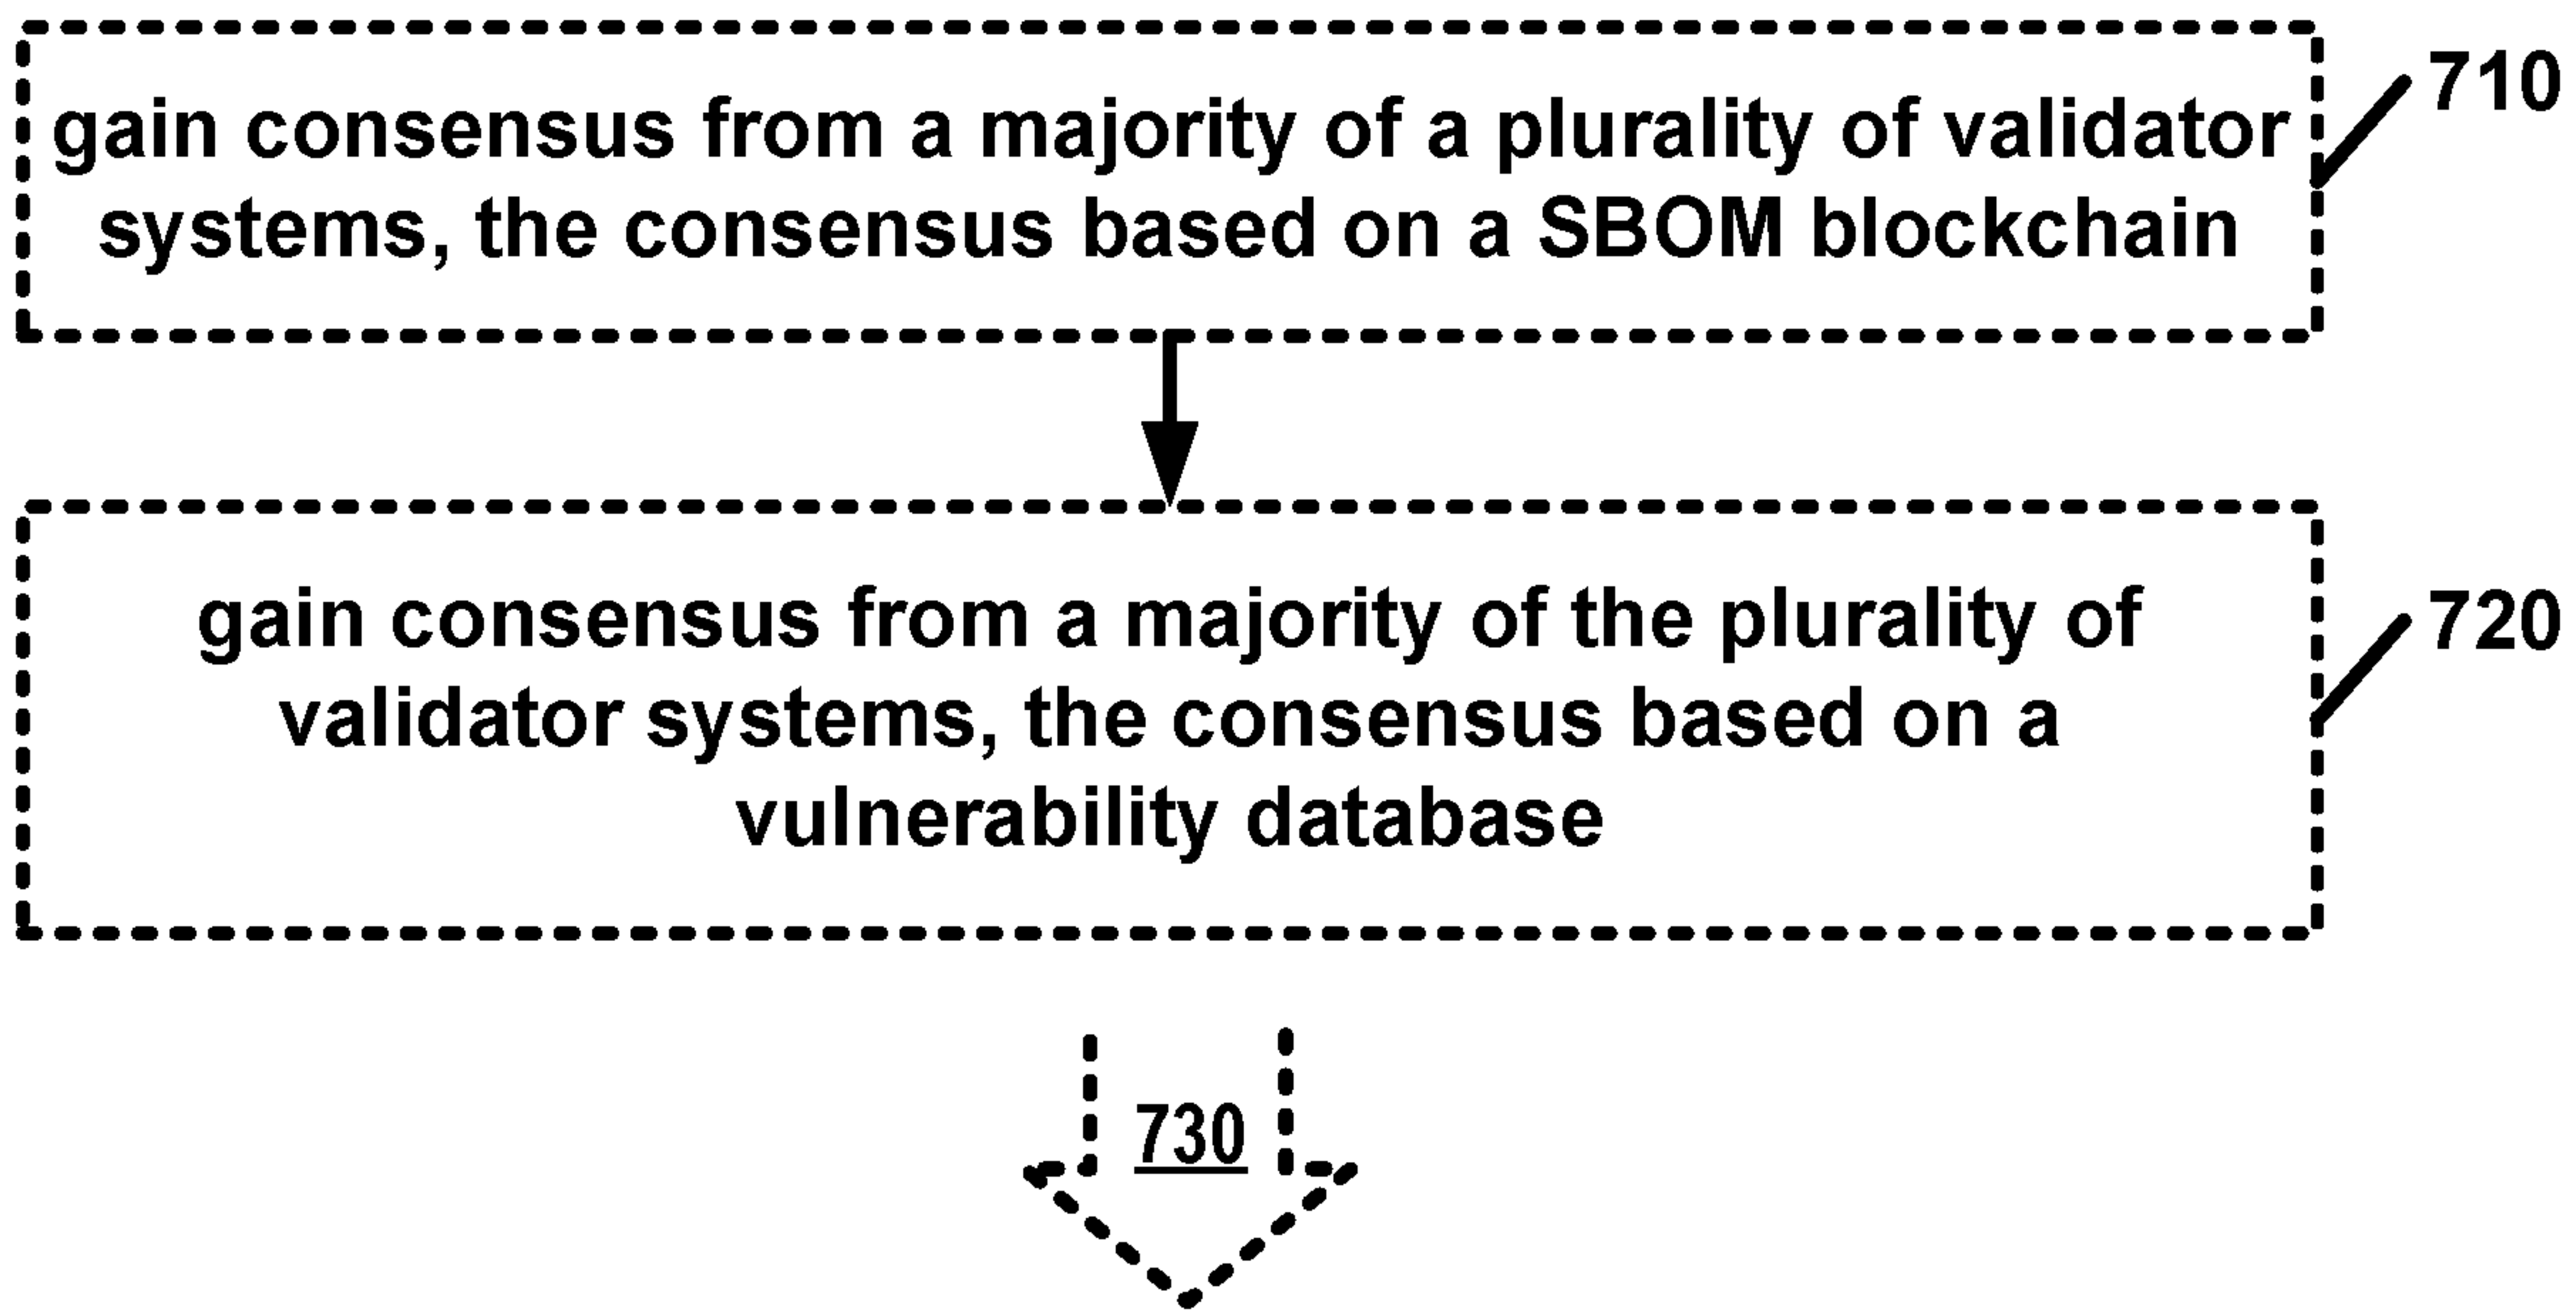 gain consensus from a majority of a plurality of validator
systems, the consensus based on a SBOM blockchain
710
gain consensus from a majority of the plurality of
validator systems, the consensus based on a
vulnerability database
720
730